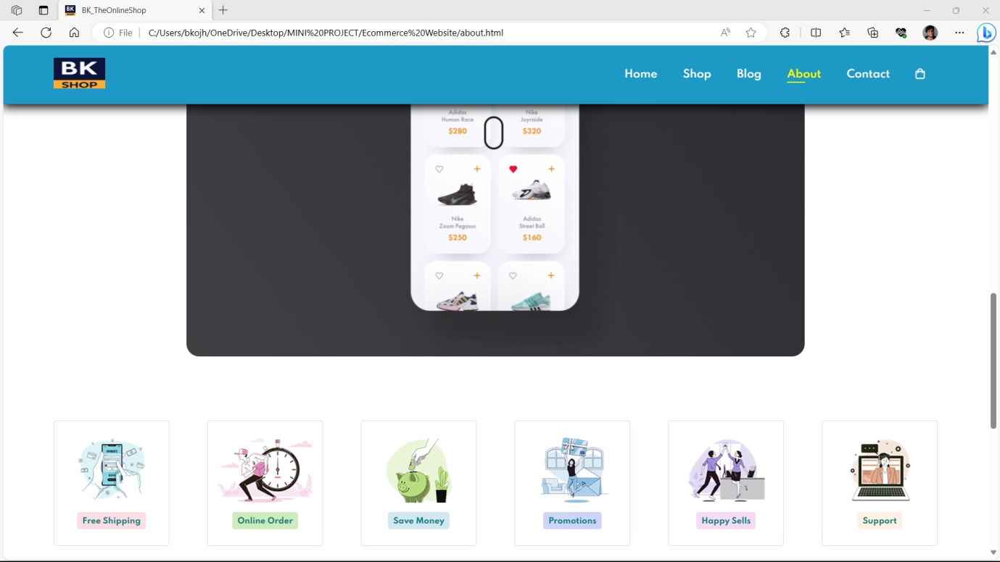 BK_TheOnlineShop
File
C:/Users/bkojh/OneDrive/Desktop/MINI%20PROJECT/Ecommerce%20Website/about.html
BK
SHOP
Home Shop Blog About Contact
Adidas
Human Race
$280
Nike
Joyraide
$320
Nike
Zoom Pegasus
$250
Adidas
Street Ball
$160
PAYMENTS
Free Shipping
Online Order
Save Money
Promotions
Happy Sells
Support